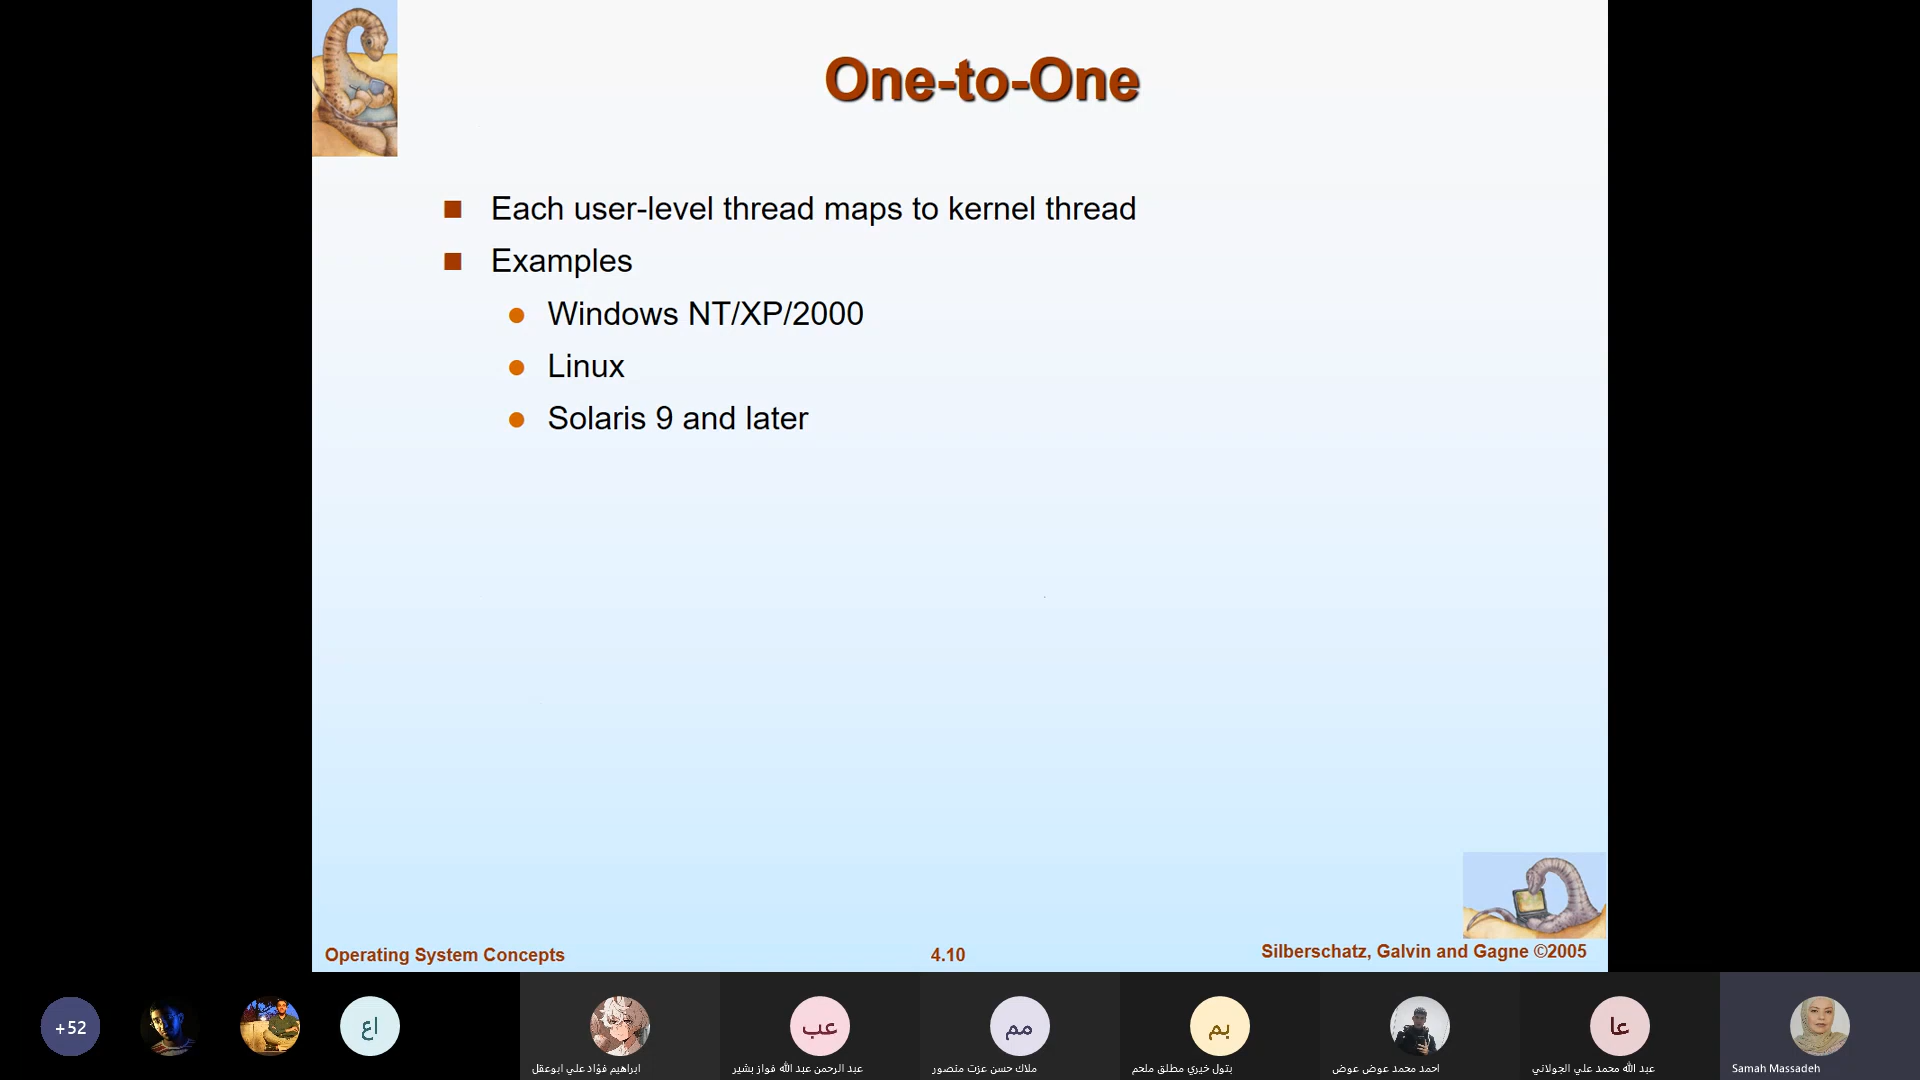 One-to-One
Each user-level thread maps to kernel thread
Examples
Windows NT/XP/2000
Linux
Solaris 9 and later
Operating System Concepts
4.10
Silberschatz, Galvin and Gagne ©2005
+52
اع
عب
مم
بم
عا
ابراهيم فؤاد علي ابوعقل
عبد الرحمن عبد الله فواز بشير
ملاك حسن عزت منصور
بتول خيري مطلق ملحم
احمد محمد عوض عوض
عبد الله محمد علي الجولاني
Samah Massadeh